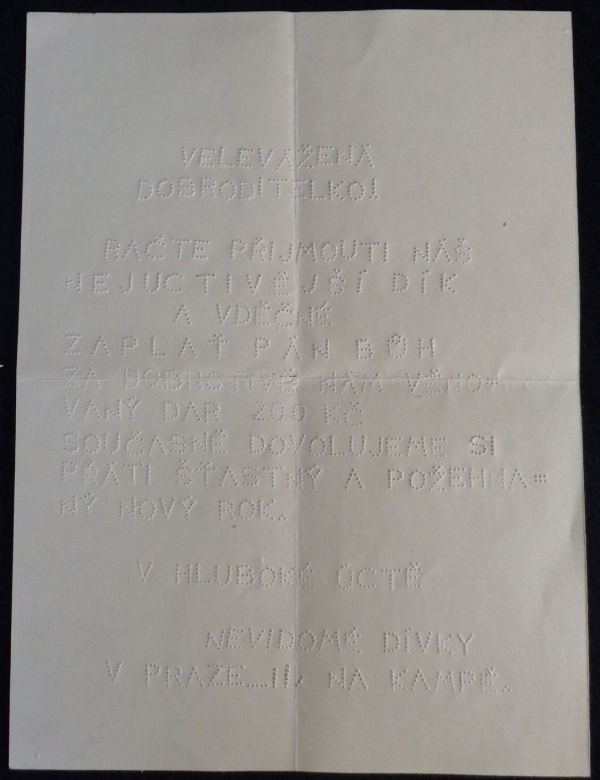 VELEVÁŽENÁ
DOBRODITELKO!
RAČTE PŘIJMOUTI NÁŠ
NEJUCTIVĚJŠÍ DÍK
A VDĚČNÉ
ZAPLAŤ PÁN BŮH
ZA DOBROTIVĚ NÁM VĚNO=
VANÝ DAR 200 KČ
SOUČASNĚ DOVOLUJEME SI
PŘÁTI ŠŤASTNÝ A POŽEHNA=
NÝ NOVÝ ROK.
V HLUBOKÉ ÚCTĚ
NEVIDOMÉ DÍVKY
V PRAZE_II, NA KAMPĚ.